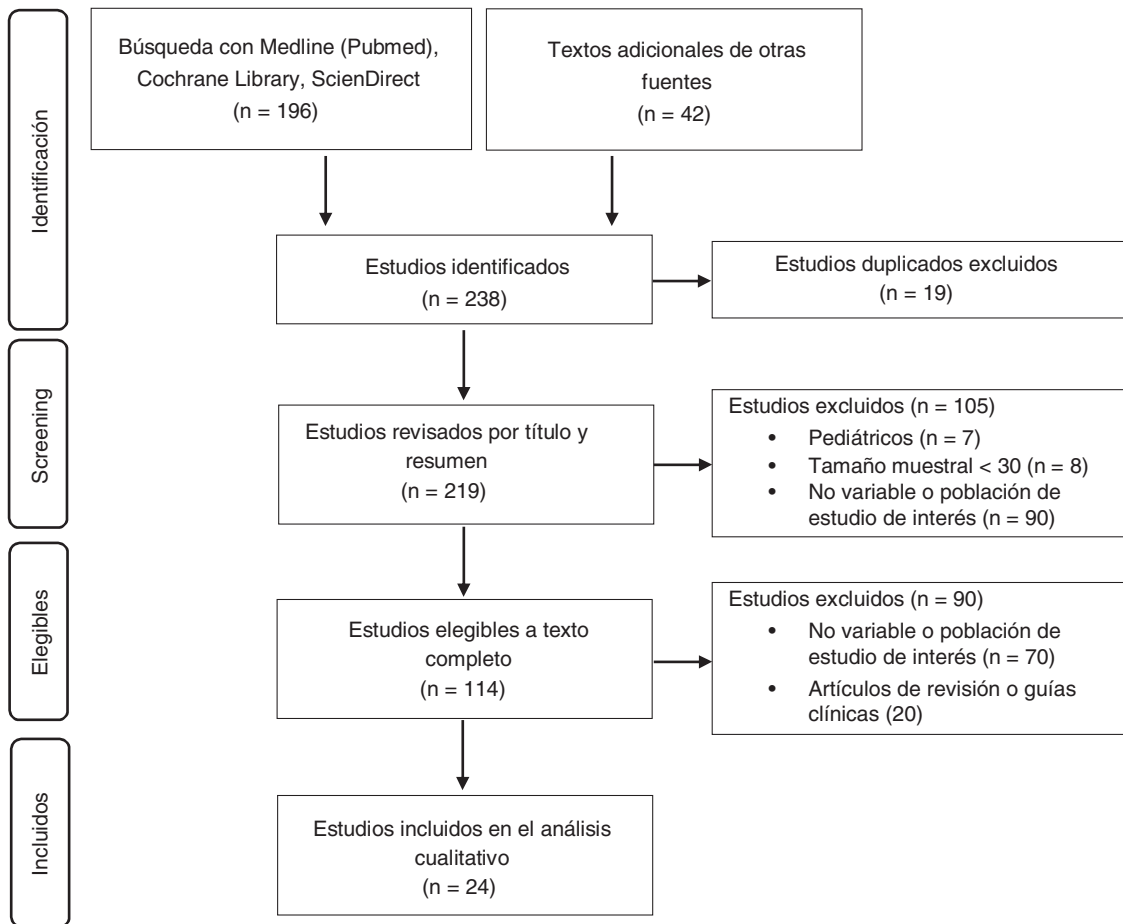 Identificación
Búsqueda con Medline (Pubmed),
Cochrane Library, ScienDirect
(n = 196)
Textos adicionales de otras
fuentes
(n = 42)
Estudios identificados
(n = 238)
Estudios duplicados excluidos
(n = 19)
Screening
Estudios revisados por título y
resumen
(n = 219)
Estudios excluidos (n = 105)
• Pediátricos (n = 7)
• Tamaño muestral < 30 (n = 8)
• No variable o población de
estudio de interés (n = 90)
Elegibles
Estudios elegibles a texto
completo
(n = 114)
Estudios excluidos (n = 90)
• No variable o población de
estudio de interés (n = 70)
• Artículos de revisión o guías
clínicas (20)
Incluidos
Estudios incluidos en el análisis
cualitativo
(n = 24)